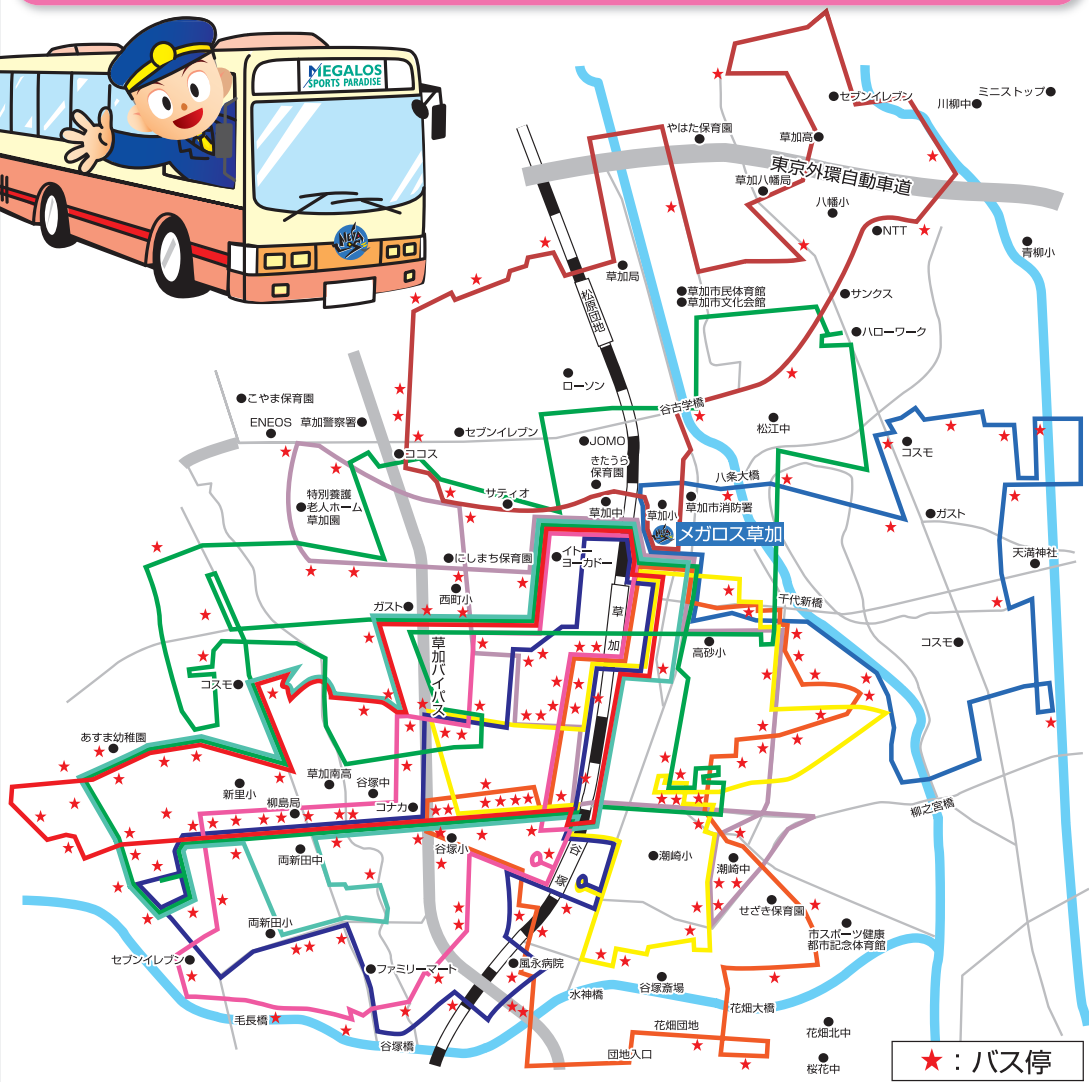 MEGALOS
SPORTS PARADISE
MEGALOS
セブンイレブン
ミニストップ
川柳中
やはた保育園
草加高
東京外環自動車道
草加八幡局
八幡小
NTT
青柳小
草加局
草加市民体育館
草加市文化会館
サンクス
松原団地
ハローワーク
ローソン
こやま保育園
谷古学橋
ENEOS
草加警察署
セブンイレブン
JOMO
松江中
ココス
きたうら
保育園
コスモ
八条大橋
特別養護
老人ホーム
草加園
サティオ
草加中
草加小
草加市消防署
ガスト
メガロス草加
にしまち保育園
イトー
ヨーカドー
天満神社
西町小
ガスト
草加
千代新橋
草加バイパス
高砂小
コスモ
コスモ
あずま幼稚園
草加南高
谷塚中
新里小
柳島局
コナカ
柳之宮橋
両新田中
谷塚小
谷塚
潮崎小
潮崎中
せざき保育園
両新田小
市スポーツ健康
都市記念体育館
セブンイレブン
ファミリーマート
風永病院
谷塚斎場
水神橋
花畑大橋
毛長橋
花畑団地
花畑北中
谷塚橋
団地入口
桜花中
★：バス停